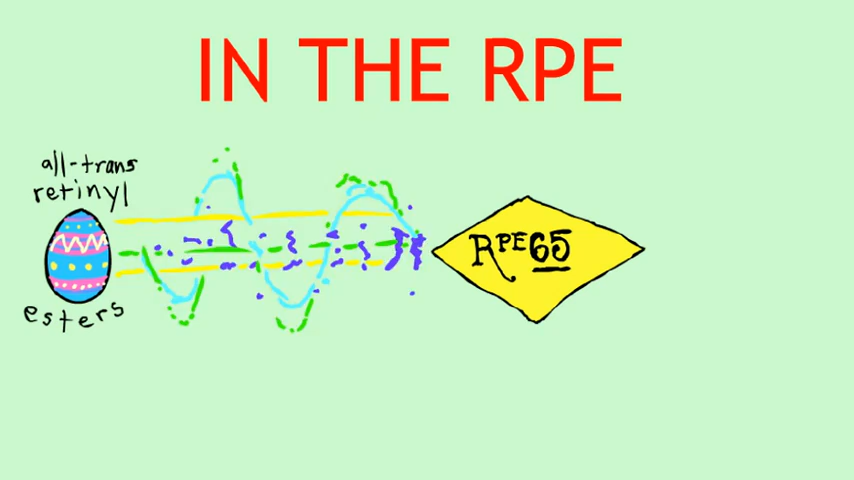 IN THE RPE
all-trans
retinyl
esters
RPE65